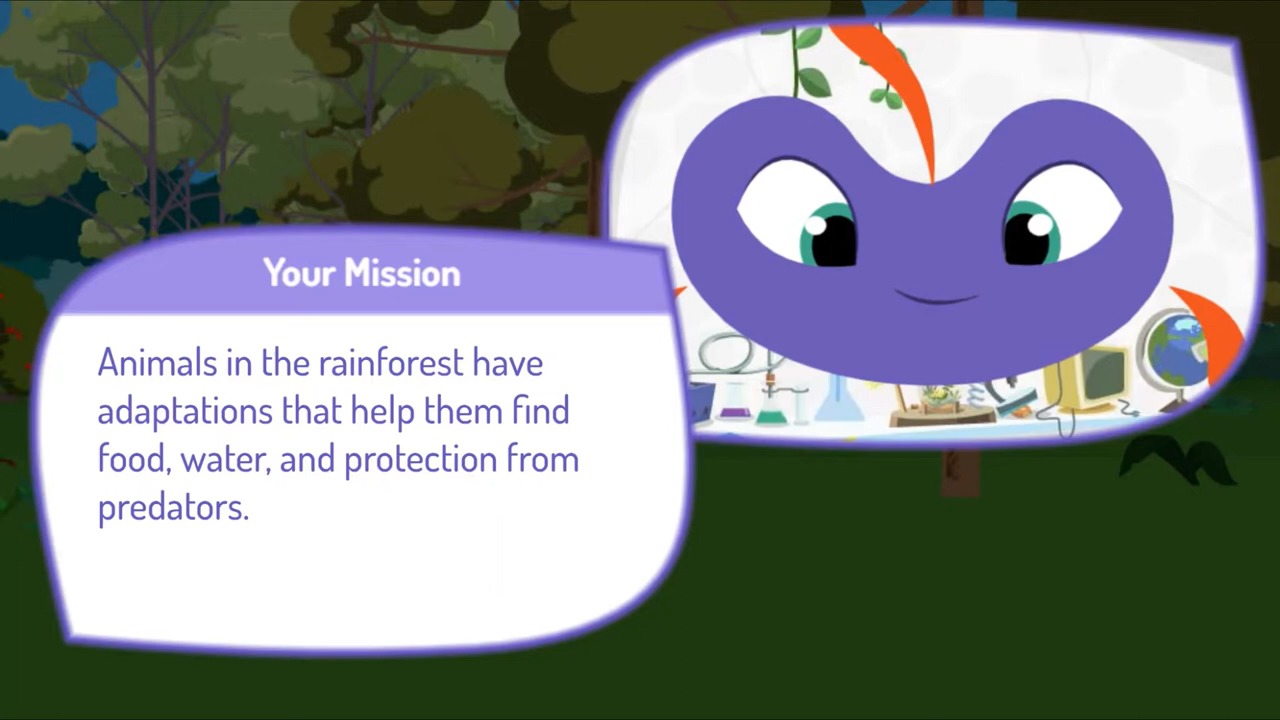 Your Mission
Animals in the rainforest have
adaptations that help them find
food, water, and protection from
predators.